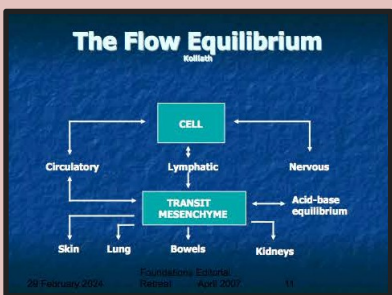 The Flow Equilibrium
Kollath
CELL
Circulatory
Lymphatic
Nervous
TRANSIT
MESENCHYME
Acid-base
equilibrium
Skin
Lung
Bowels
Kidneys
Foundations Editorial
29 February 2024
Retreat April 2007
11